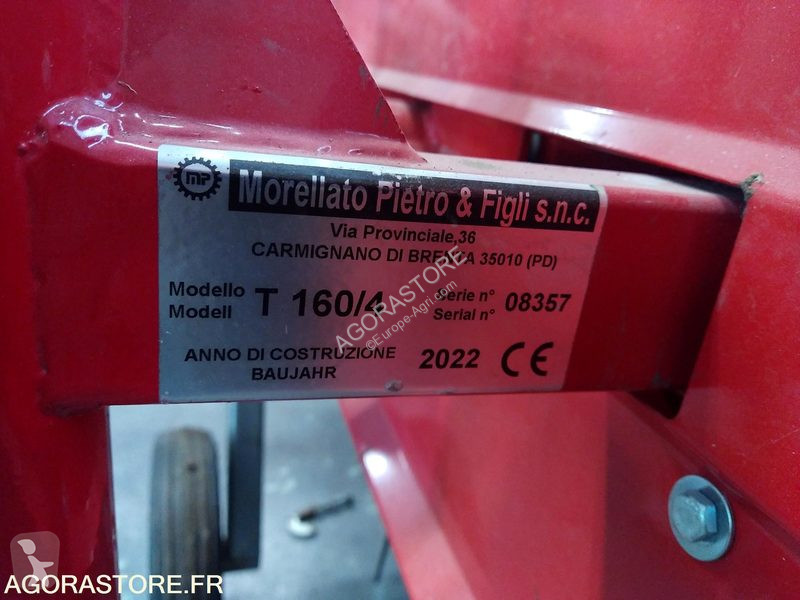 MP
Morellato Pietro & Figli s.n.c.
Via Provinciale,36
CARMIGNANO DI BRENTA 35010 (PD)
Modello
Modell
T 160/4
Serie n°
Serial n°
08357
ANNO DI COSTRUZIONE
BAUJAHR
2022 CE
AGORASTORE
©Europe-Agri.com
AGORASTORE.FR